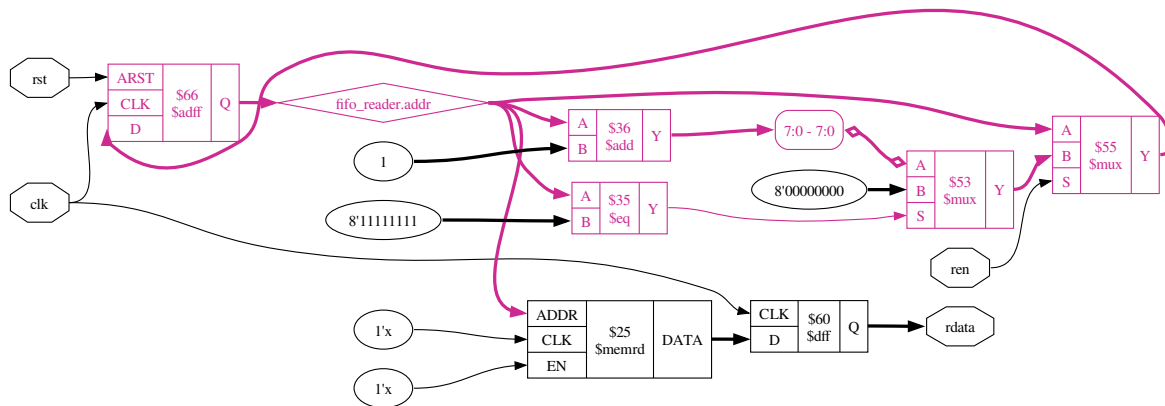 rst
ARST
CLK
D
$66
$adff
Q
fifo_reader.addr
clk
1
A
B
$36
$add
Y
7:0 - 7:0
8'11111111
A
B
$35
$eq
Y
8'00000000
A
B
S
$53
$mux
Y
A
B
S
$55
$mux
Y
ren
1'x
1'x
ADDR
CLK
EN
$25
$memrd
DATA
CLK
D
$60
$dff
Q
rdata